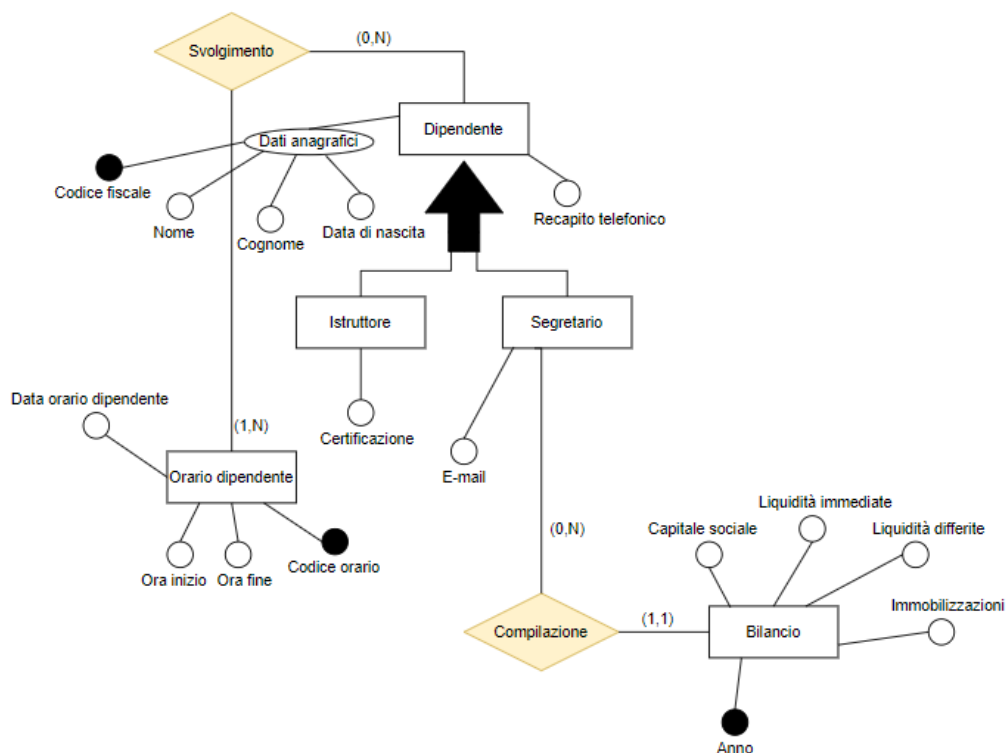 (0,N)
Svolgimento
Dipendente
Dati anagrafici
Codice fiscale
Nome
Cognome
Data di nascita
Recapito telefonico
Istruttore
Segretario
Data orario dipendente
(1,N)
Certificazione
Orario dipendente
E-mail
Ora inizio
Ora fine
Codice orario
(0,N)
Capitale sociale
Liquidità immediate
Liquidità differite
Immobilizzazioni
Compilazione
(1,1)
Bilancio
Anno